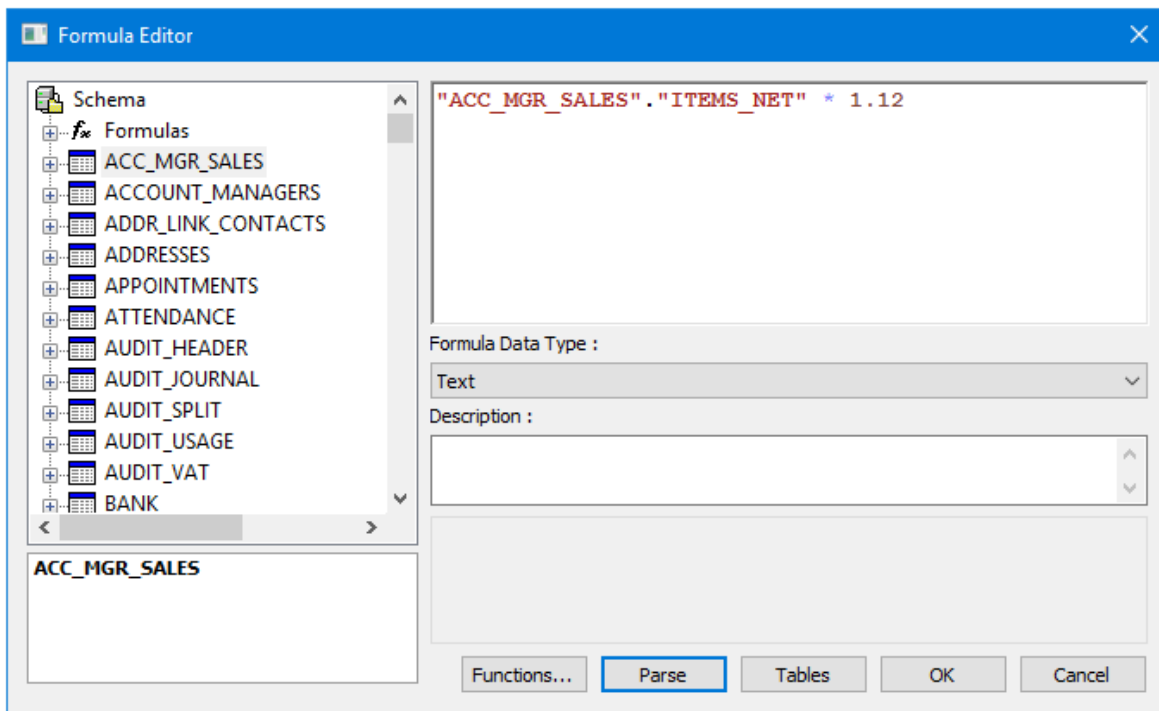 Formula Editor
Schema
fx Formulas
ACC_MGR_SALES
ACCOUNT_MANAGERS
ADDR_LINK_CONTACTS
ADDRESSES
APPOINTMENTS
ATTENDANCE
AUDIT_HEADER
AUDIT_JOURNAL
AUDIT_SPLIT
AUDIT_USAGE
AUDIT_VAT
BANK
ACC_MGR_SALES
"ACC_MGR_SALES"."ITEMS_NET" * 1.12
Formula Data Type :
Text
Description :
Functions...
Parse
Tables
OK
Cancel